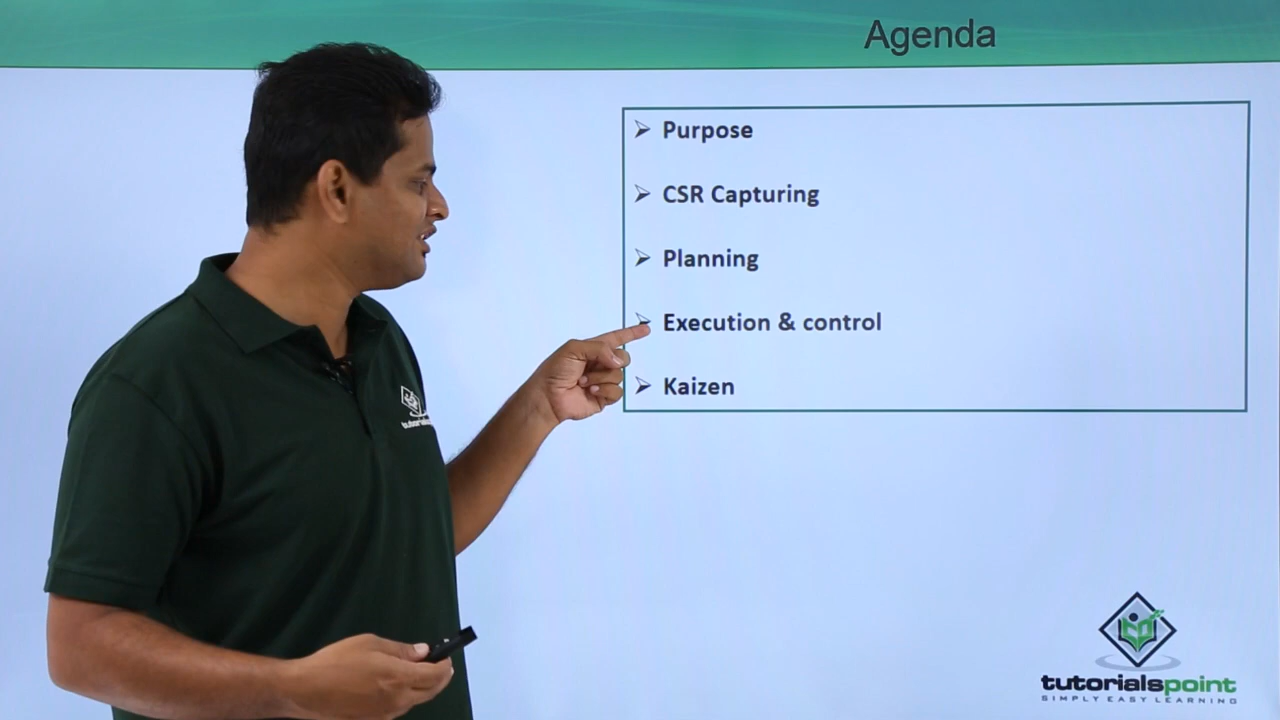 Agenda
Purpose
CSR Capturing
Planning
Execution & control
Kaizen
tutorialspoint
SIMPLY EASY LEARNING